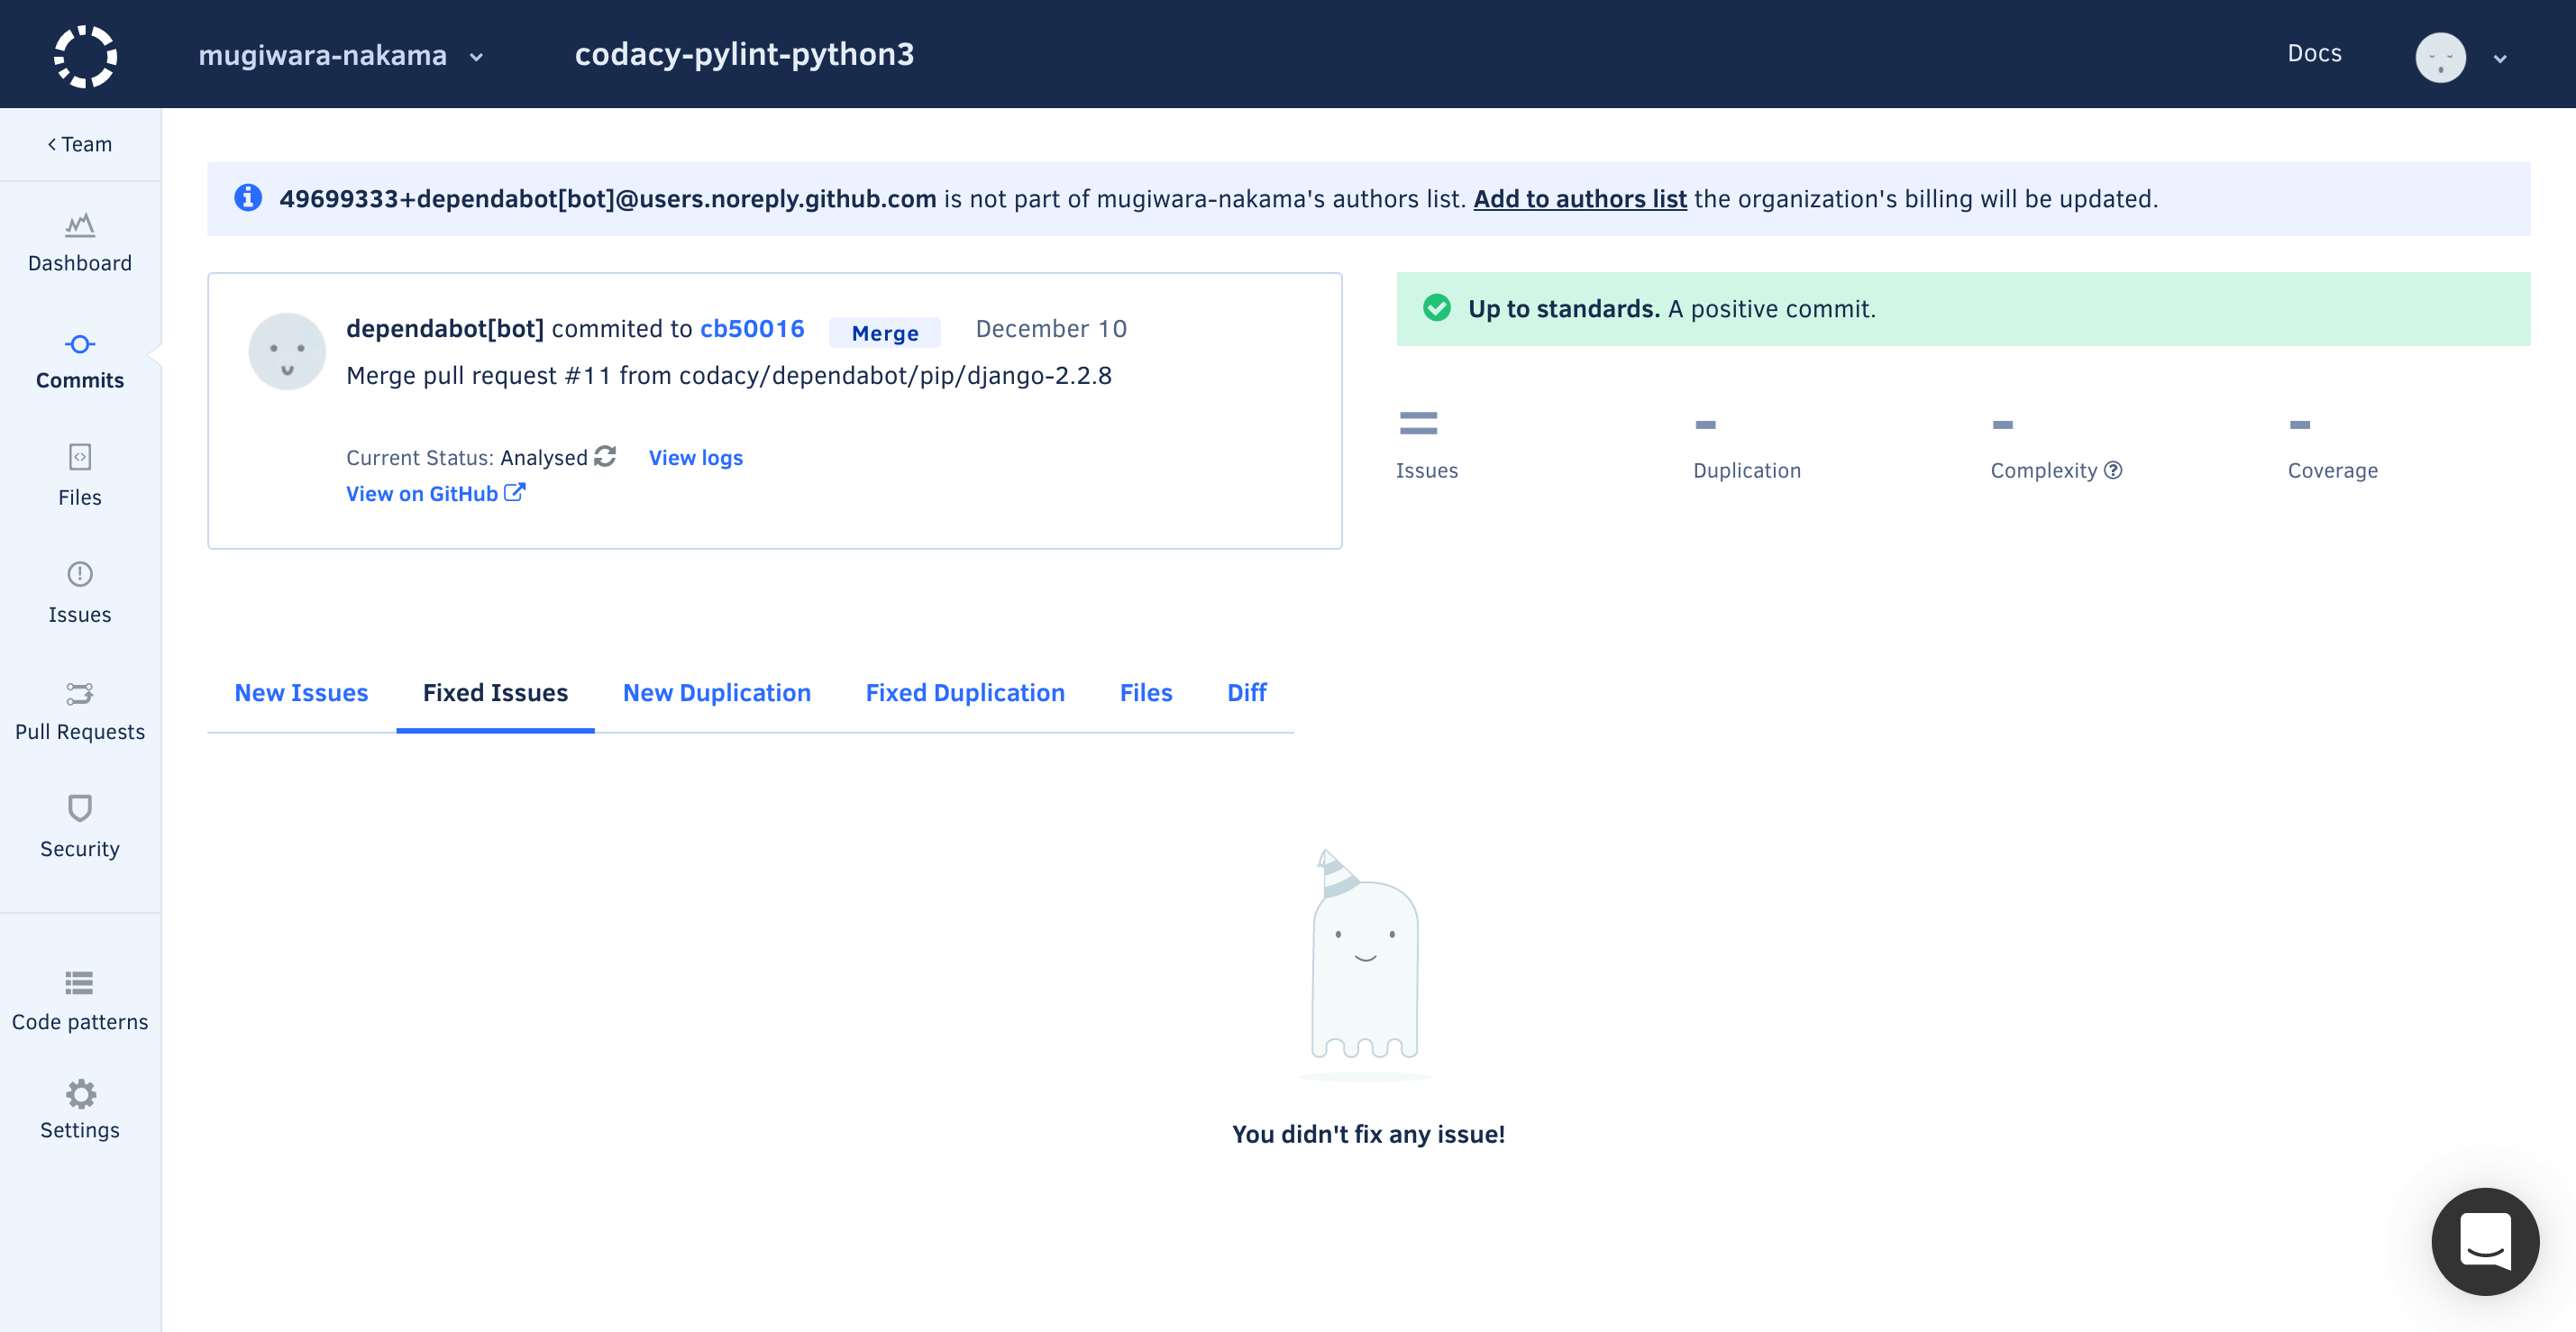 mugiwara-nakama
codacy-pylint-python3
Docs
Team
Dashboard
Commits
Files
Issues
Pull Requests
Security
Code patterns
Settings
49699333+dependabot[bot]@users.noreply.github.com is not part of mugiwara-nakama's authors list. Add to authors list the organization's billing will be updated.
dependabot[bot] commited to cb50016 Merge December 10
Merge pull request #11 from codacy/dependabot/pip/django-2.2.8
Current Status: Analysed View logs
View on GitHub
Up to standards. A positive commit.
= - - -
Issues Duplication Complexity Coverage
New Issues Fixed Issues New Duplication Fixed Duplication Files Diff
You didn't fix any issue!